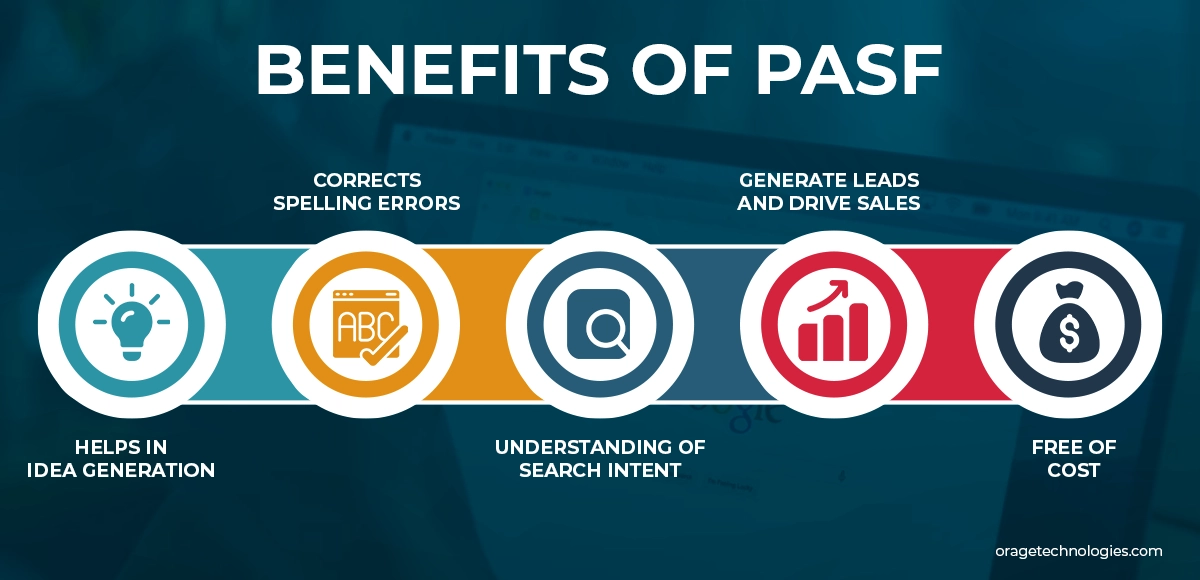 BENEFITS OF PASF
CORRECTS
SPELLING ERRORS
GENERATE LEADS
AND DRIVE SALES
ABC
$
HELPS IN
IDEA GENERATION
UNDERSTANDING OF
SEARCH INTENT
FREE OF
COST
oragetechnologies.com